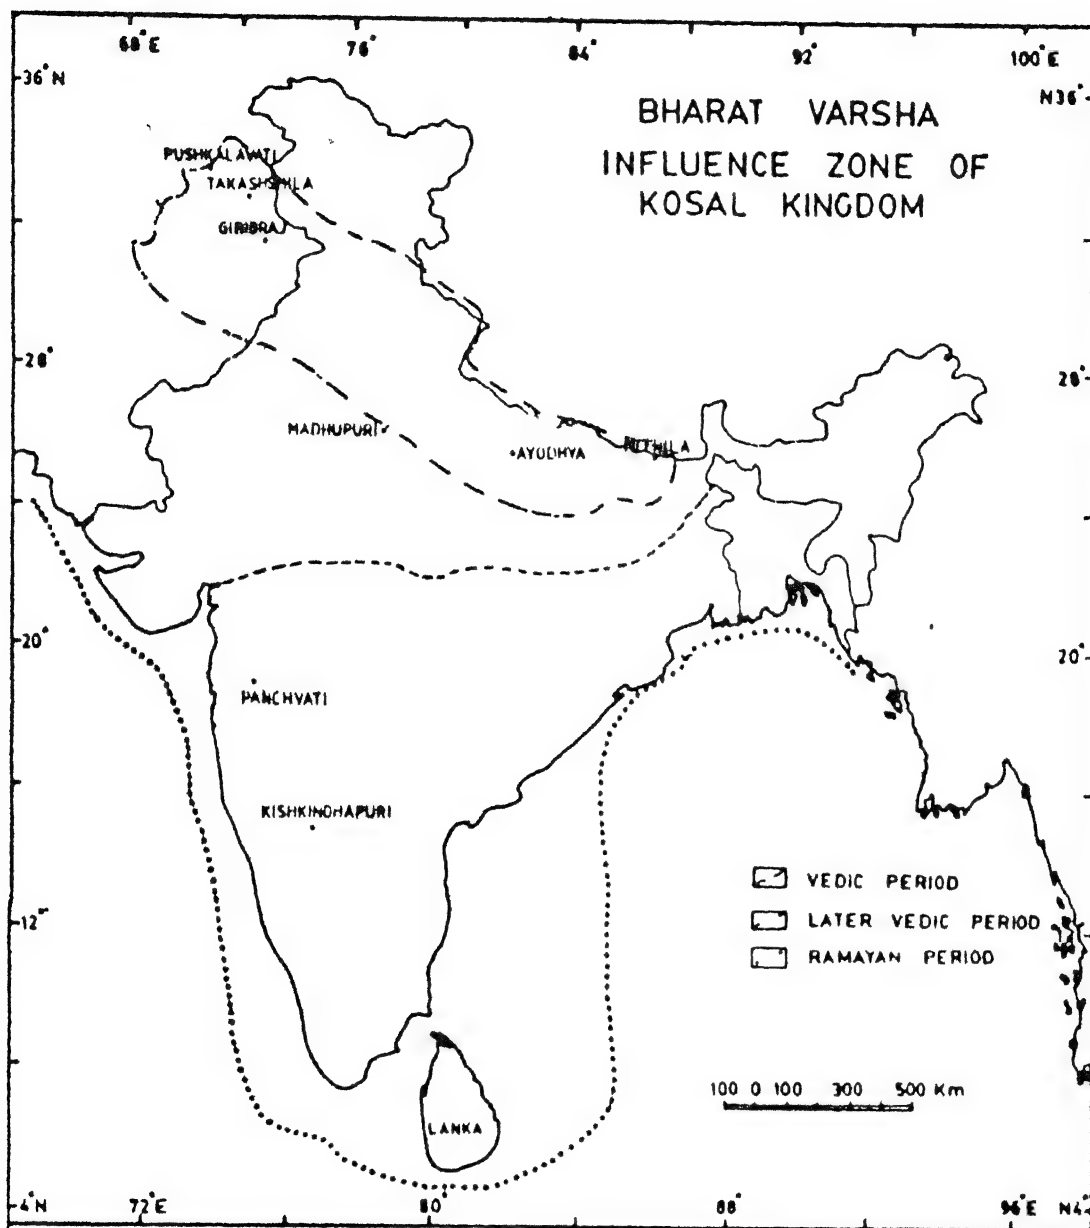 68°E 76° 84° 92° 100°E
36°N
N36°
BHARAT VARSHA
INFLUENCE ZONE OF
KOSAL KINGDOM
PUSHKALAVATI
TAKASHSHILA
GIRIBRAJ
28°
28°
MADHUPURI
AYODHYA
MITHILA
20°
20°
PANCHVATI
KISHKINDHAPURI
VEDIC PERIOD
12°
LATER VEDIC PERIOD
RAMAYAN PERIOD
100 0 100 300 500 Km
LANKA
4°N 72°E 80° 88 96°E N4°